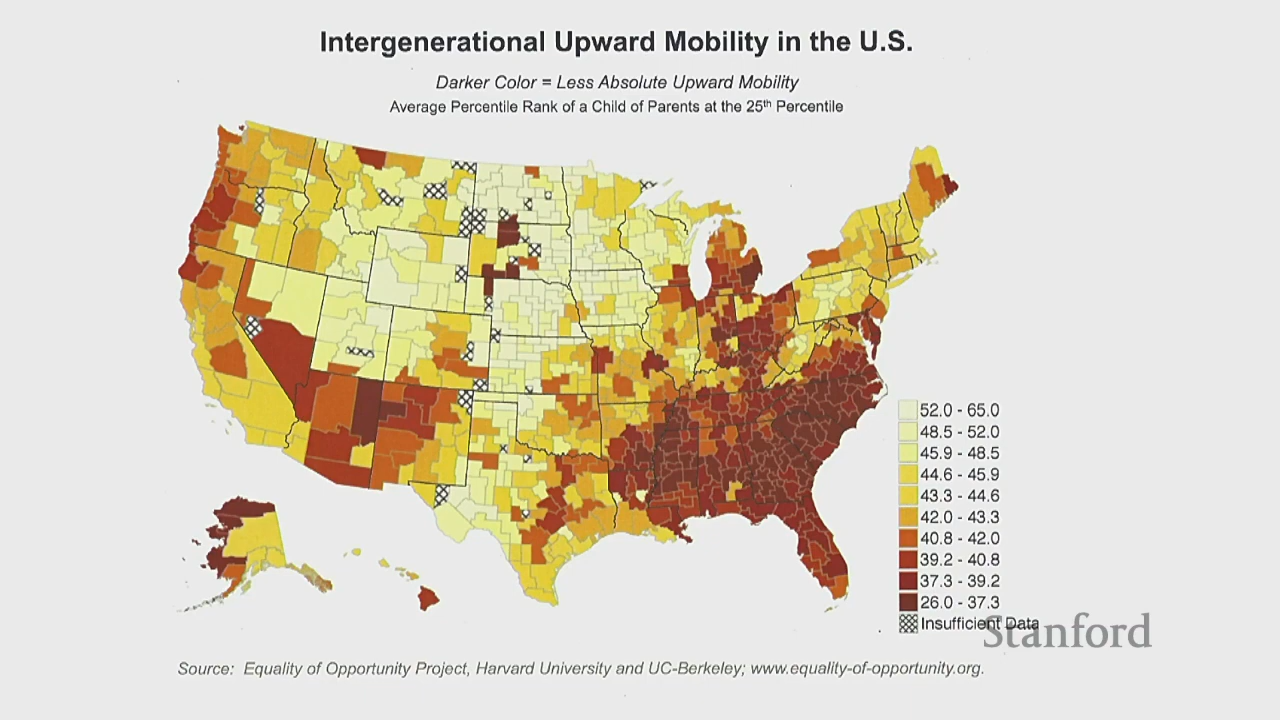 Intergenerational Upward Mobility in the U.S.
Darker Color = Less Absolute Upward Mobility
Average Percentile Rank of a Child of Parents at the 25th Percentile
52.0 - 65.0
48.5 - 52.0
45.9 - 48.5
44.6 - 45.9
43.3 - 44.6
42.0 - 43.3
40.8 - 42.0
39.2 - 40.8
37.3 - 39.2
26.0 - 37.3
Insufficient Data
Stanford
Source: Equality of Opportunity Project, Harvard University and UC-Berkeley; www.equality-of-opportunity.org.